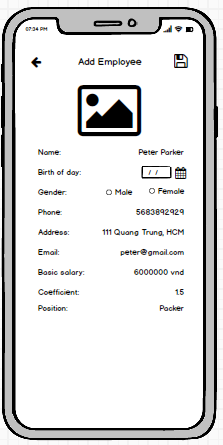 07:34 PM
Add Employee
Name: Peter Parker
Birth of day: / /
Gender: Male Female
Phone: 5683892929
Address: 111 Quang Trung, HCM
Email: peter@gmail.com
Basic salary: 6000000 vnd
Coefficient: 1.5
Position: Packer